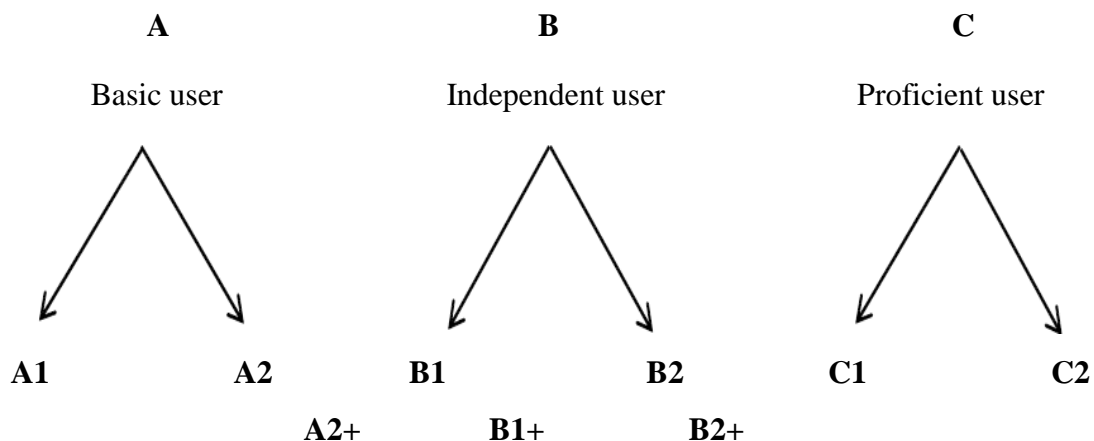 A B C
Basic user Independent user Proficient user
A1 A2 B1 B2 C1 C2
A2+ B1+ B2+